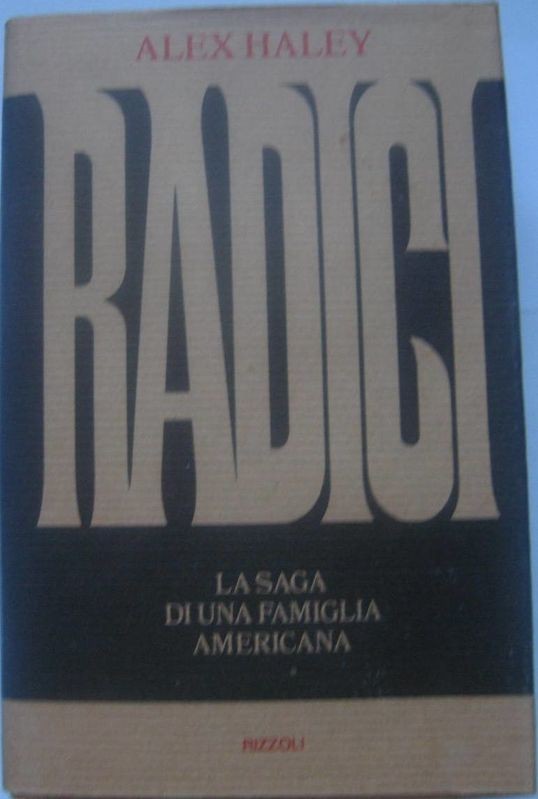 ALEX HALEY
RADICI
LA SAGA
DI UNA FAMIGLIA
AMERICANA
RIZZOLI